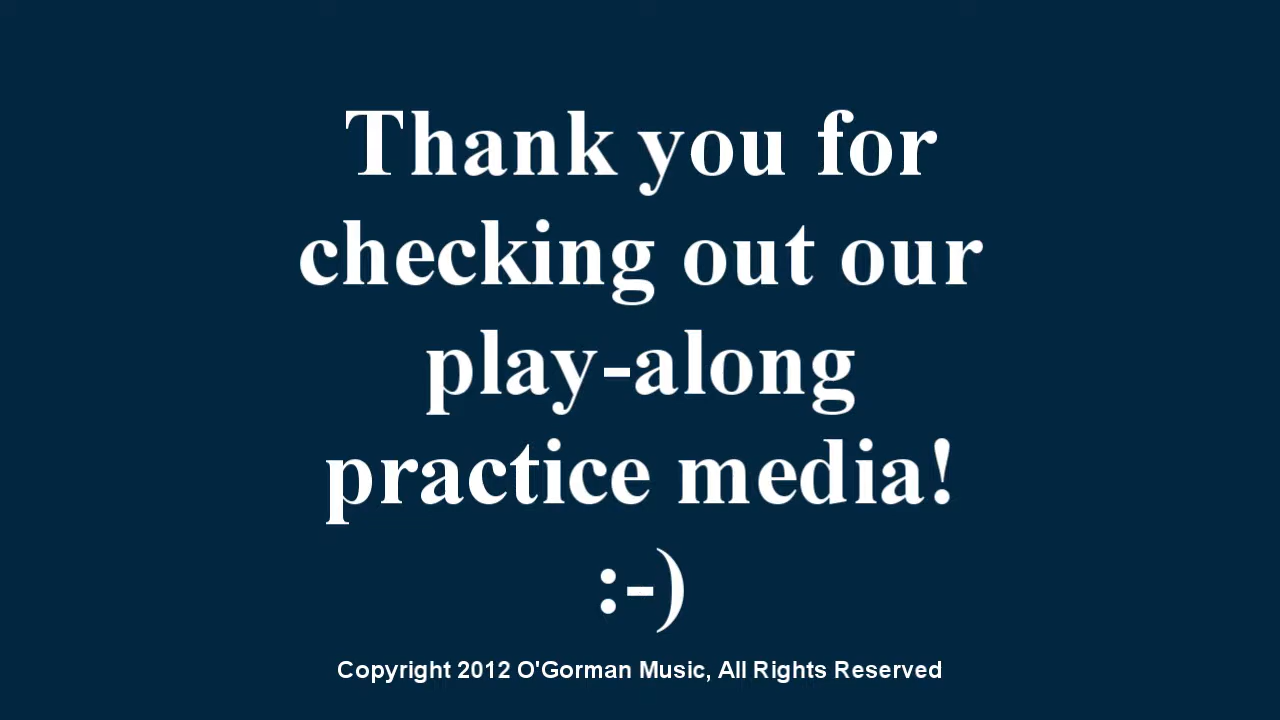 Thank you for
checking out our
play-along
practice media!
:-)
Copyright 2012 O'Gorman Music, All Rights Reserved